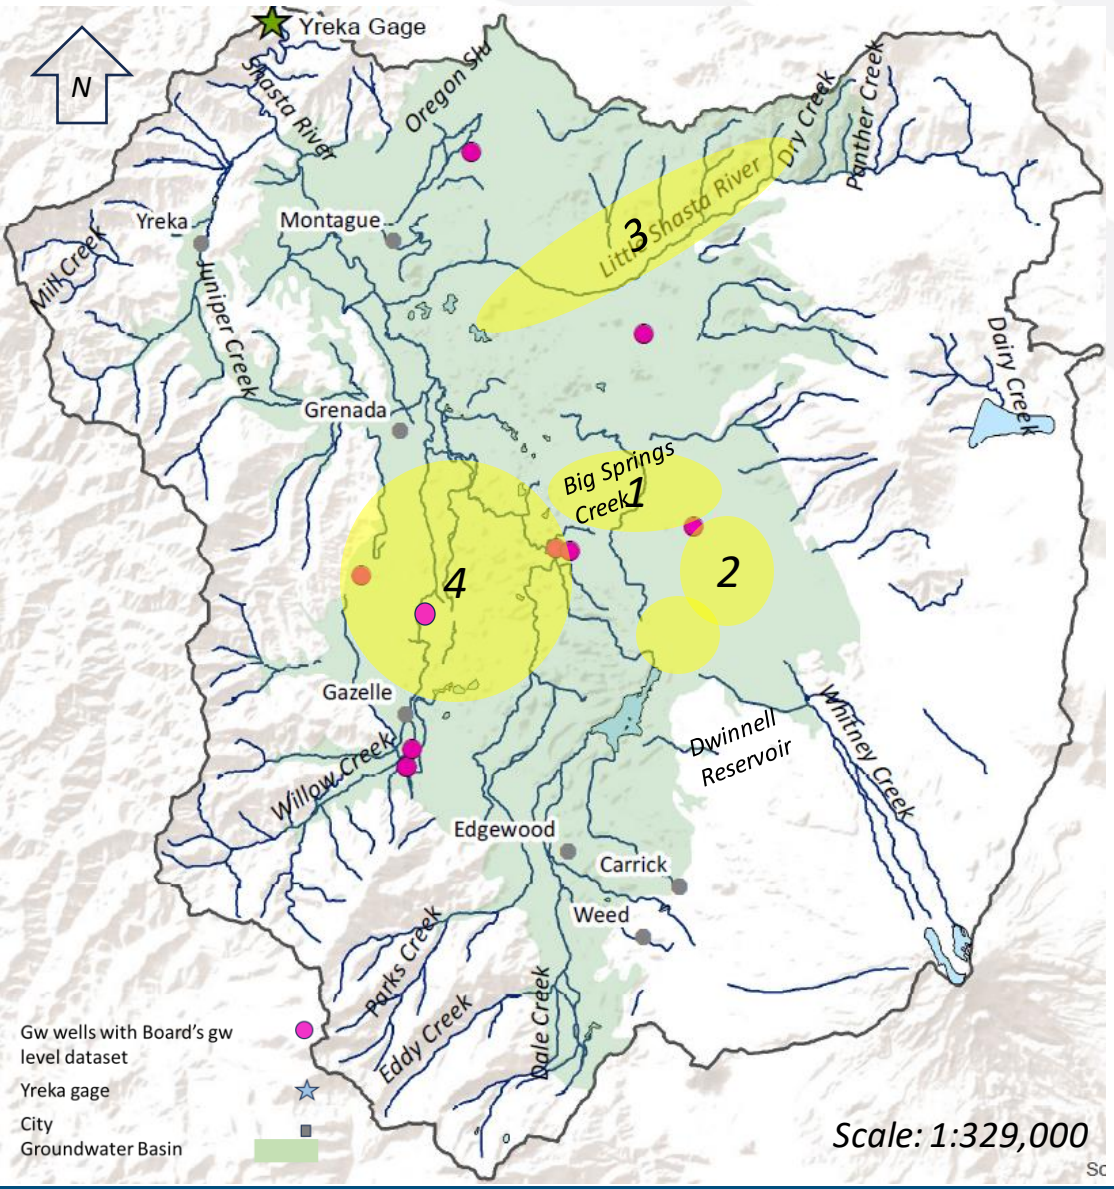 Yreka Gage
N
Shasta River
Oregon Slu
Dry Creek
Panther Creek
Yreka
Montague
Little Shasta River
3
Mill Creek
Juniper Creek
Dairy Creek
Grenada
Big Springs
Creek
1
4
2
Gazelle
Willow Creek
Dwinnell
Reservoir
Whitney Creek
Edgewood
Carrick
Weed
Parks Creek
Eddy Creek
Dale Creek
Gw wells with Board's gw
level dataset
Yreka gage
City
Groundwater Basin
Scale: 1:329,000
Sc